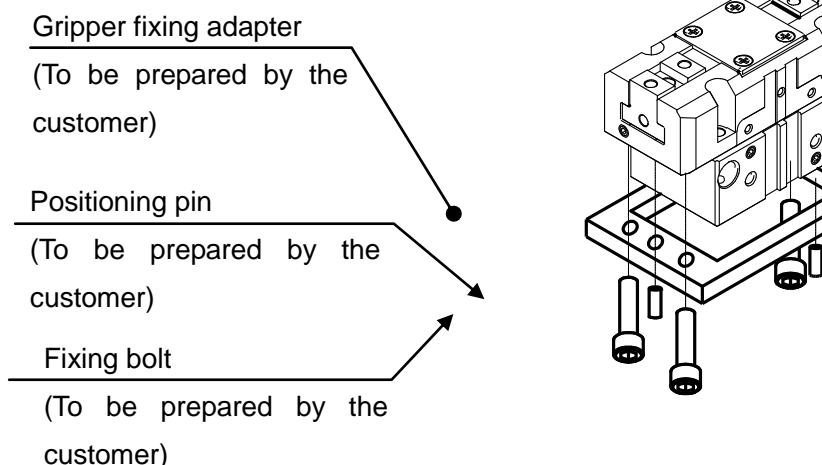 Gripper fixing adapter
(To be prepared by the
customer)
Positioning pin
(To be prepared by the
customer)
Fixing bolt
(To be prepared by the
customer)